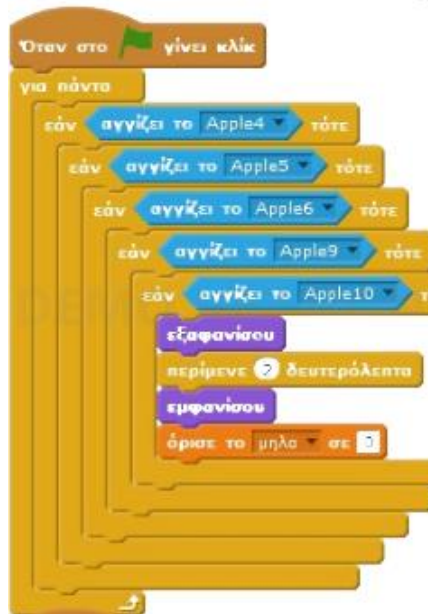 Όταν στο γίνει κλικ
για πάντα
εάν αγγίζει το Apple4 τότε
εάν αγγίζει το Apple5 τότε
εάν αγγίζει το Apple6 τότε
εάν αγγίζει το Apple9 τότε
εάν αγγίζει το Apple10
εξαφανίσου
περίμενε 2 δευτερόλεπτα
εμφανίσου
όρισε το μηλα σε